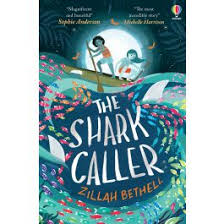 "Magnificent
and beautiful"
Sophie Anderson
"The most
incredible story"
Michelle Harrison
THE
SHARK
CALLER
ZILLAH BETHELL